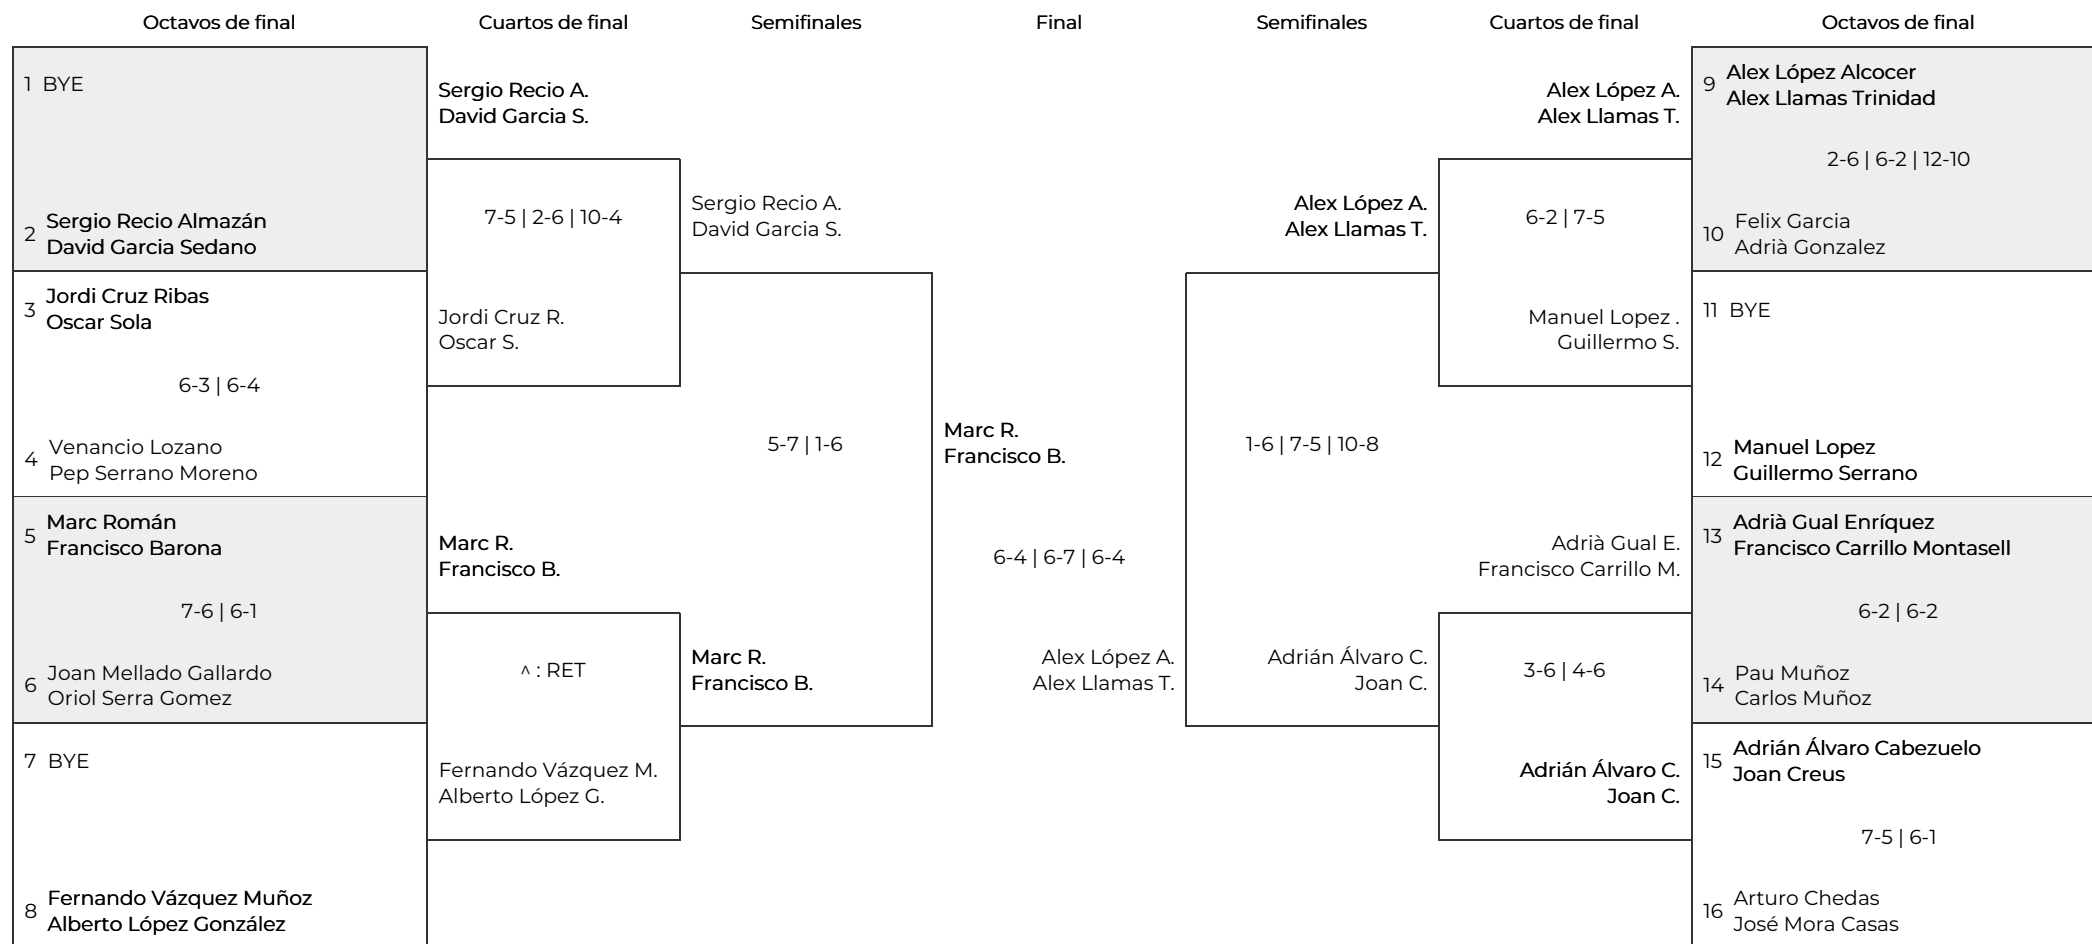 Octavos de final
Cuartos de final
Semifinales
Final
Semifinales
Cuartos de final
Octavos de final
1 BYE
2 Sergio Recio Almazán
David Garcia Sedano
3 Jordi Cruz Ribas
Oscar Sola
6-3 | 6-4
4 Venancio Lozano
Pep Serrano Moreno
5 Marc Román
Francisco Barona
7-6 | 6-1
6 Joan Mellado Gallardo
Oriol Serra Gomez
7 BYE
8 Fernando Vázquez Muñoz
Alberto López González
Sergio Recio A.
David Garcia S.
7-5 | 2-6 | 10-4
Jordi Cruz R.
Oscar S.
Marc R.
Francisco B.
^ : RET
Fernando Vázquez M.
Alberto López G.
Sergio Recio A.
David Garcia S.
5-7 | 1-6
Marc R.
Francisco B.
Marc R.
Francisco B.
6-4 | 6-7 | 6-4
Alex López A.
Alex Llamas T.
Alex López A.
Alex Llamas T.
1-6 | 7-5 | 10-8
Adrián Álvaro C.
Joan C.
Alex López A.
Alex Llamas T.
6-2 | 7-5
Manuel Lopez .
Guillermo S.
Adrià Gual E.
Francisco Carrillo M.
3-6 | 4-6
Adrián Álvaro C.
Joan C.
9 Alex López Alcocer
Alex Llamas Trinidad
2-6 | 6-2 | 12-10
10 Felix Garcia
Adrià Gonzalez
11 BYE
12 Manuel Lopez
Guillermo Serrano
13 Adrià Gual Enríquez
Francisco Carrillo Montasell
6-2 | 6-2
14 Pau Muñoz
Carlos Muñoz
15 Adrián Álvaro Cabezuelo
Joan Creus
7-5 | 6-1
16 Arturo Chedas
José Mora Casas